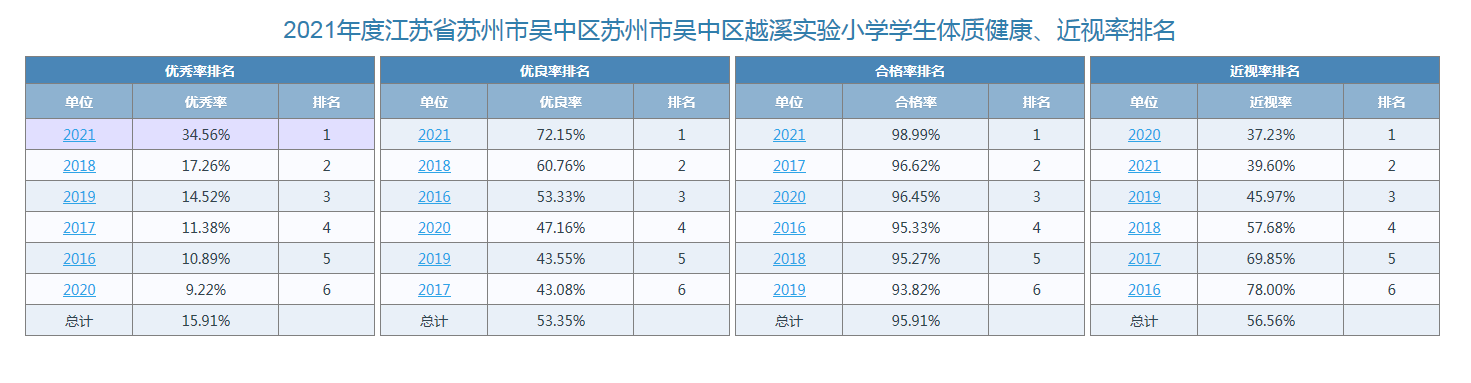 2021年度江苏省苏州市吴中区苏州市吴中区越溪实验小学学生体质健康、近视率排名
优秀率排名 优良率排名 合格率排名 近视率排名
单位 优秀率 排名 单位 优良率 排名 单位 合格率 排名 单位 近视率 排名
2021 34.56% 1 2021 72.15% 1 2021 98.99% 1 2020 37.23% 1
2018 17.26% 2 2018 60.76% 2 2017 96.62% 2 2021 39.60% 2
2019 14.52% 3 2016 53.33% 3 2020 96.45% 3 2019 45.97% 3
2017 11.38% 4 2020 47.16% 4 2016 95.33% 4 2018 57.68% 4
2016 10.89% 5 2019 43.55% 5 2018 95.27% 5 2017 69.85% 5
2020 9.22% 6 2017 43.08% 6 2019 93.82% 6 2016 78.00% 6
总计 15.91% 总计 53.35% 总计 95.91% 总计 56.56%